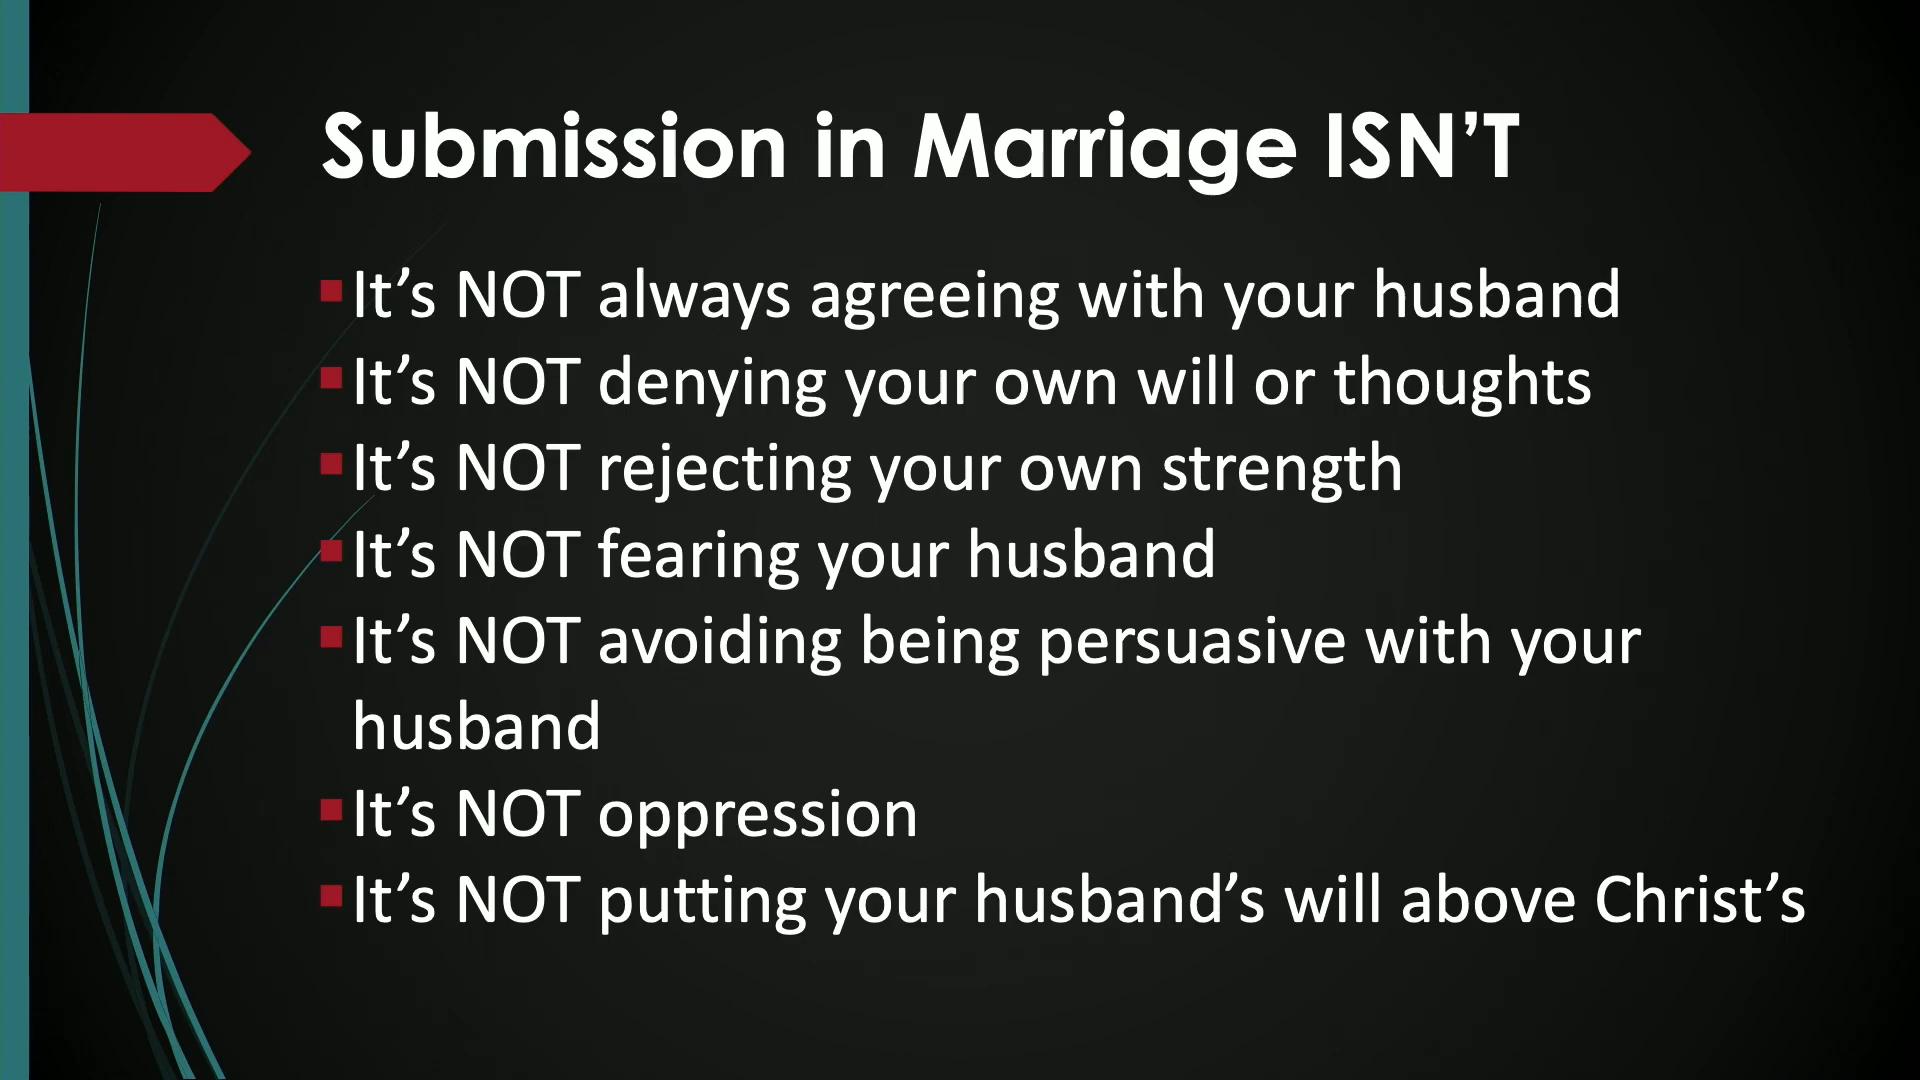 Submission in Marriage ISN’T
It’s NOT always agreeing with your husband
It’s NOT denying your own will or thoughts
It’s NOT rejecting your own strength
It’s NOT fearing your husband
It’s NOT avoiding being persuasive with your
husband
It’s NOT oppression
It’s NOT putting your husband’s will above Christ’s